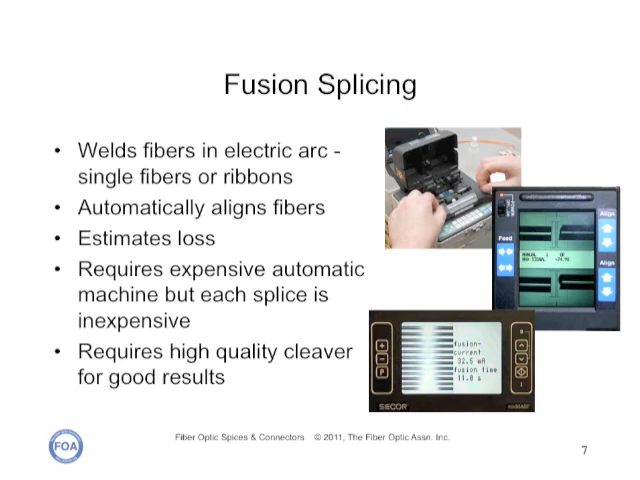 Fusion Splicing
• Welds fibers in electric arc -
single fibers or ribbons
• Automatically aligns fibers
• Estimates loss
• Requires expensive automatic
machine but each splice is
inexpensive
• Requires high quality cleaver
for good results
Align
Feed
Align
fusion-
current
32.5 mA
fusion time
11.0 s
P
SIECOR
FOA
Fiber Optic Spices & Connectors © 2011, The Fiber Optic Assn. Inc.
7